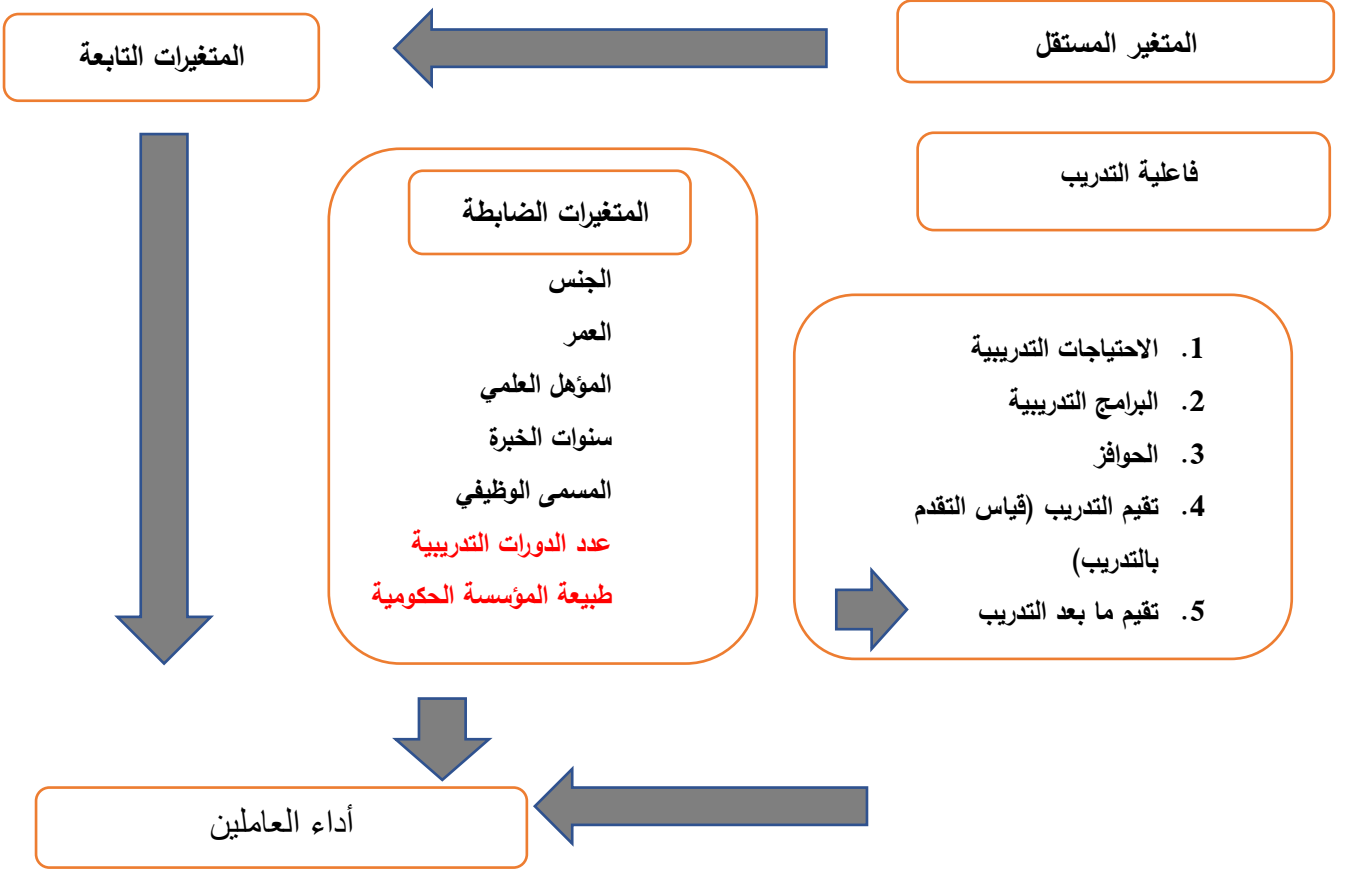 المتغير المستقل
المتغيرات التابعة
فاعلية التدريب
المتغيرات الضابطة
الجنس
العمر
المؤهل العلمي
سنوات الخبرة
المسمى الوظيفي
عدد الدورات التدريبية
طبيعة المؤسسة الحكومية
1. الاحتياجات التدريبية
2. البرامج التدريبية
3. الحوافز
4. تقيم التدريب (قياس التقدم
بالتدريب)
5. تقيم ما بعد التدريب
أداء العاملين